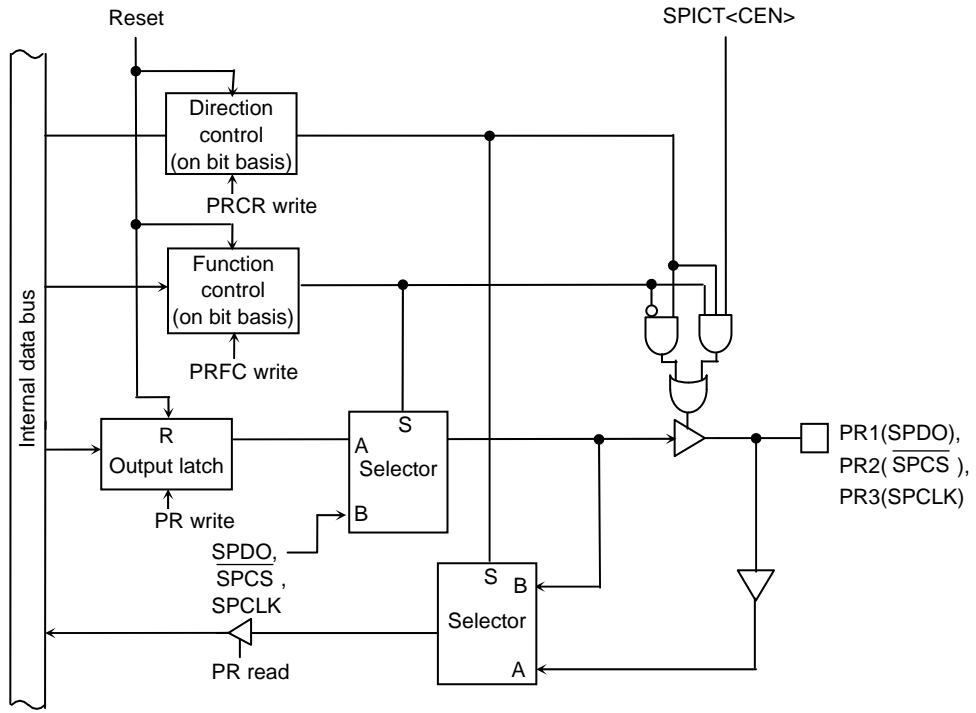 Reset
SPICT<CEN>
Internal data bus
Direction
control
(on bit basis)
PRCR write
Function
control
(on bit basis)
PRFC write
R
Output latch
PR write
S
A
Selector
B
SPDO,
SPCS ,
SPCLK
PR1(SPDO),
PR2( SPCS ),
PR3(SPCLK)
S
B
Selector
A
PR read